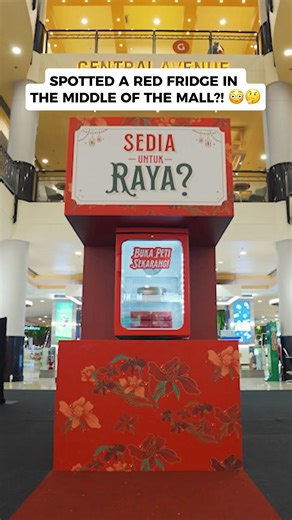 CENTRAL AVENUE
G
SPOTTED A RED FRIDGE IN
THE MIDDLE OF THE MALL?! 😳🤔
SEDIA
UNTUK
RAYA?
BUKA PETI
SEKARANG!